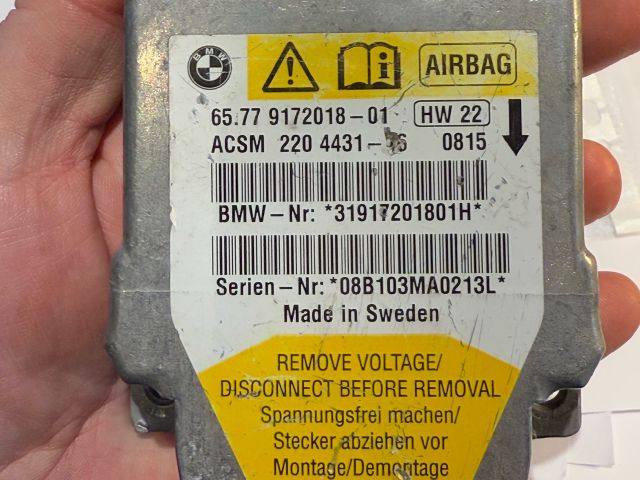 BMW
AIRBAG
65.77 9172018-01 HW 22
ACSM 220 4431- 0815
BMW-Nr: *31917201801H*
Serien-Nr: *08B103MA0213L*
Made in Sweden
REMOVE VOLTAGE/
DISCONNECT BEFORE REMOVAL
Spannungsfrei machen/
Stecker abziehen vor
Montage/Demontage